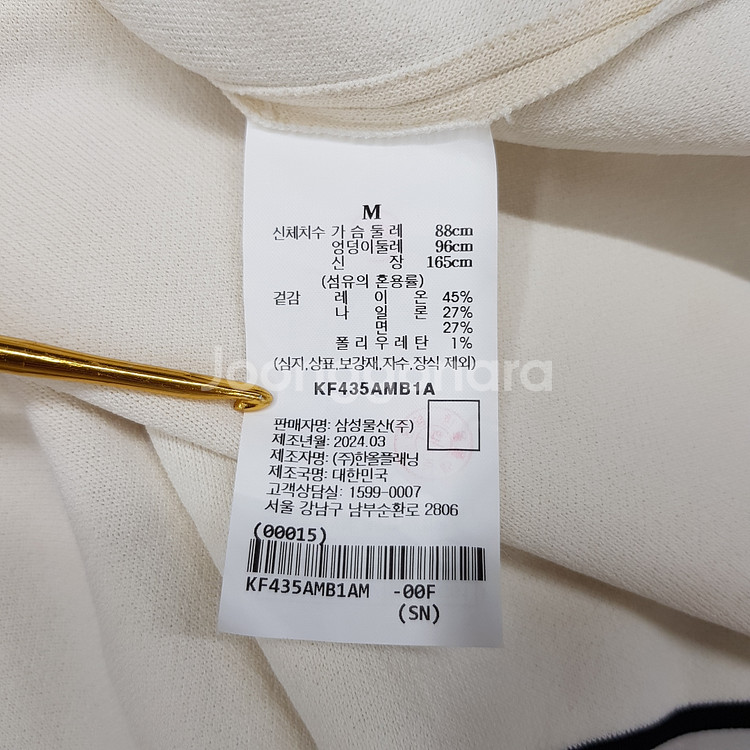 M
신체치수 가슴둘레 88cm
엉덩이둘레 96cm
신장 165cm
(섬유의 혼용률)
겉감 레이온 45%
나일론 27%
면 27%
폴리우레탄 1%
(심지,상표,보강재,자수,장식 제외)
Joonggonara
KF435AMB1A
판매자명: 삼성물산(주)
제조년월: 2024.03
제조자명: (주)한올플래닝
제조국명: 대한민국
고객상담실: 1599-0007
서울 강남구 남부순환로 2806
(00015)
KF435AMB1AM -00F
(SN)